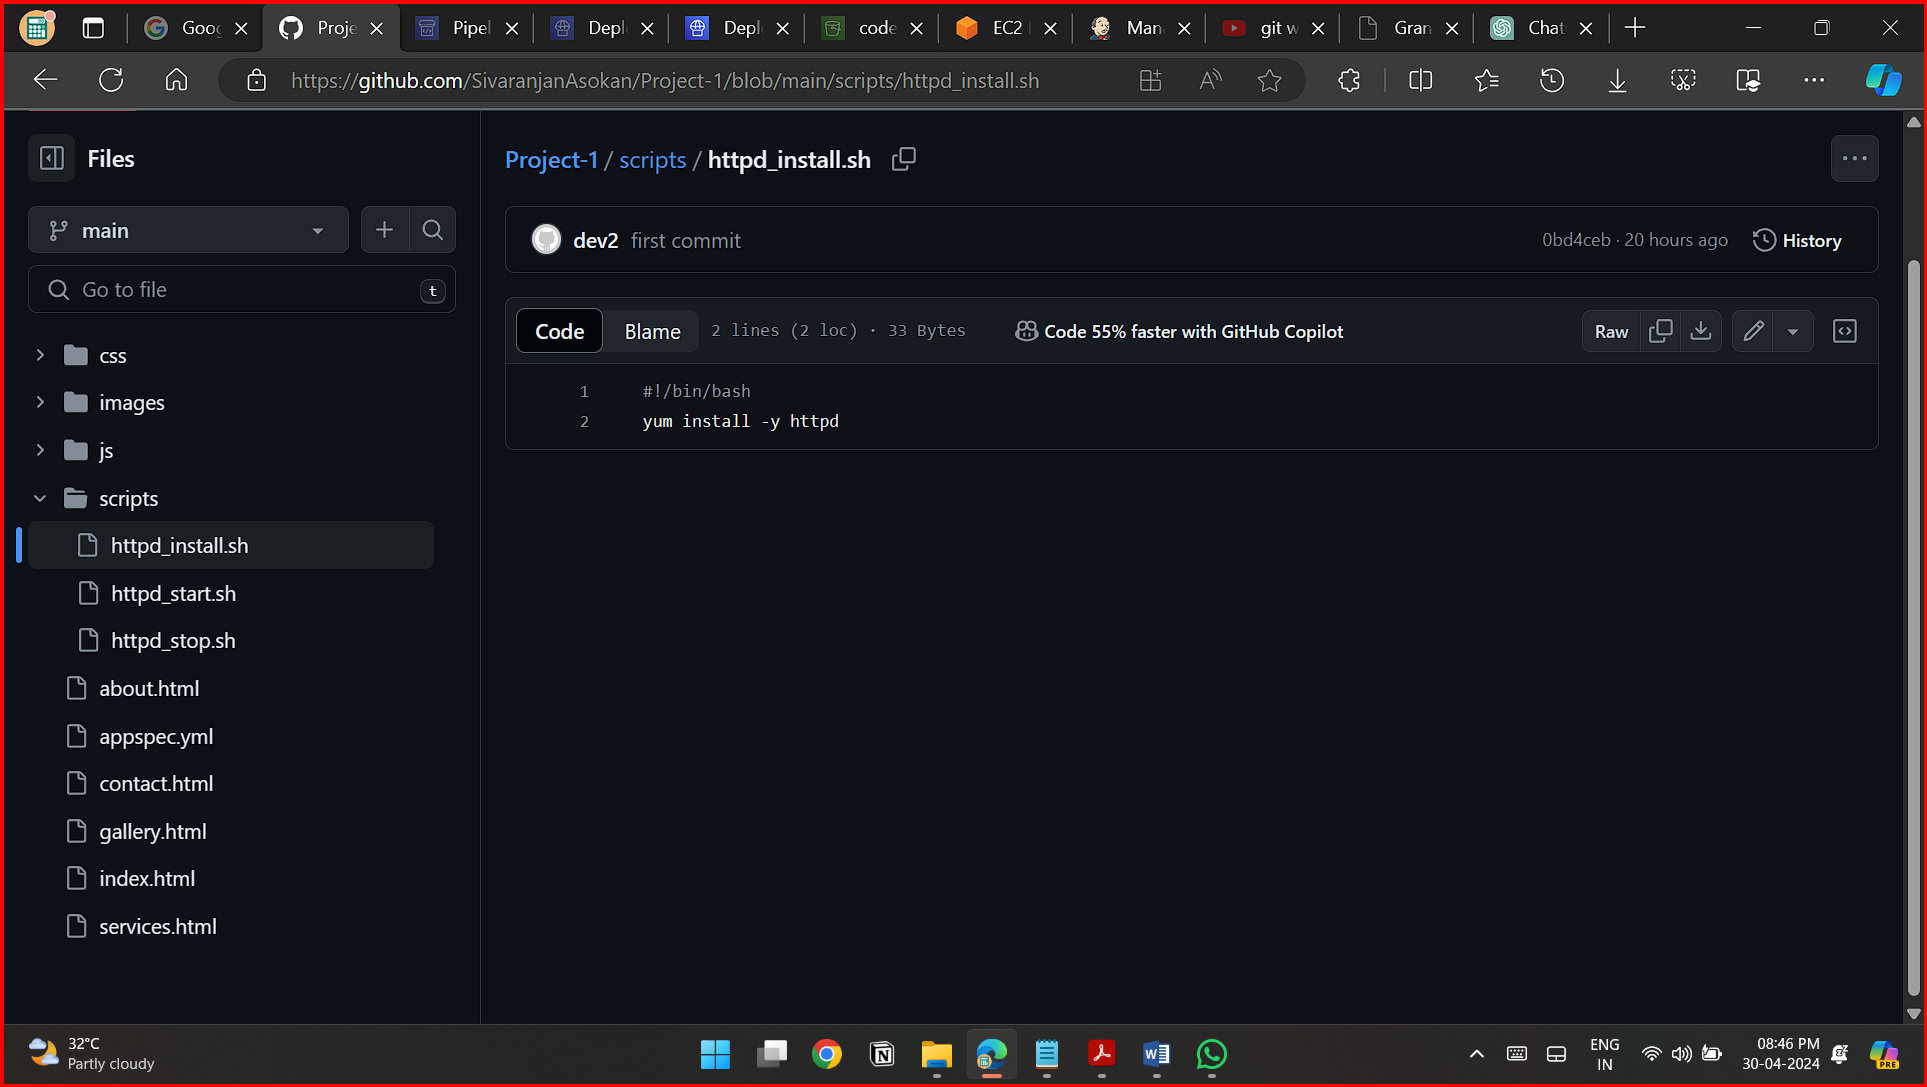 Goog
Proje
Pipel
Deplo
Deplo
code
EC2
Mana
git w
Gran
Chat
https://github.com/SivaranjanAsokan/Project-1/blob/main/scripts/httpd_install.sh
Files
Project-1 / scripts / httpd_install.sh
main
dev2 first commit
0bd4ceb · 20 hours ago
History
Go to file
t
Code
Blame
2 lines (2 loc) · 33 Bytes
Code 55% faster with GitHub Copilot
Raw
1 #!/bin/bash
2 yum install -y httpd
css
images
js
scripts
httpd_install.sh
httpd_start.sh
httpd_stop.sh
about.html
appspec.yml
contact.html
gallery.html
index.html
services.html
32°C
Partly cloudy
ENG
IN
08:46 PM
30-04-2024
PRE